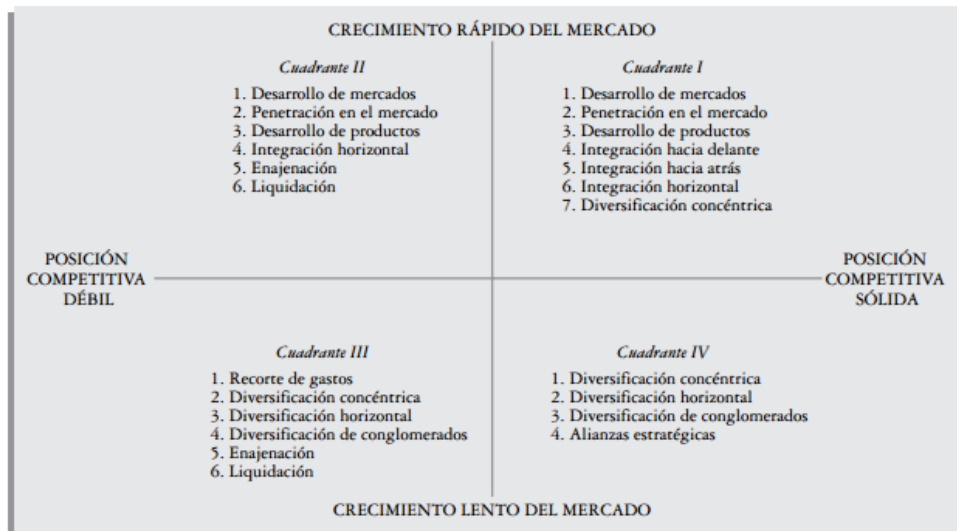 CRECIMIENTO RÁPIDO DEL MERCADO
Cuadrante II
1. Desarrollo de mercados
2. Penetración en el mercado
3. Desarrollo de productos
4. Integración horizontal
5. Enajenación
6. Liquidación
Cuadrante I
1. Desarrollo de mercados
2. Penetración en el mercado
3. Desarrollo de productos
4. Integración hacia delante
5. Integración hacia atrás
6. Integración horizontal
7. Diversificación concéntrica
POSICIÓN
COMPETITIVA
DÉBIL
POSICIÓN
COMPETITIVA
SÓLIDA
Cuadrante III
1. Recorte de gastos
2. Diversificación concéntrica
3. Diversificación horizontal
4. Diversificación de conglomerados
5. Enajenación
6. Liquidación
Cuadrante IV
1. Diversificación concéntrica
2. Diversificación horizontal
3. Diversificación de conglomerados
4. Alianzas estratégicas
CRECIMIENTO LENTO DEL MERCADO